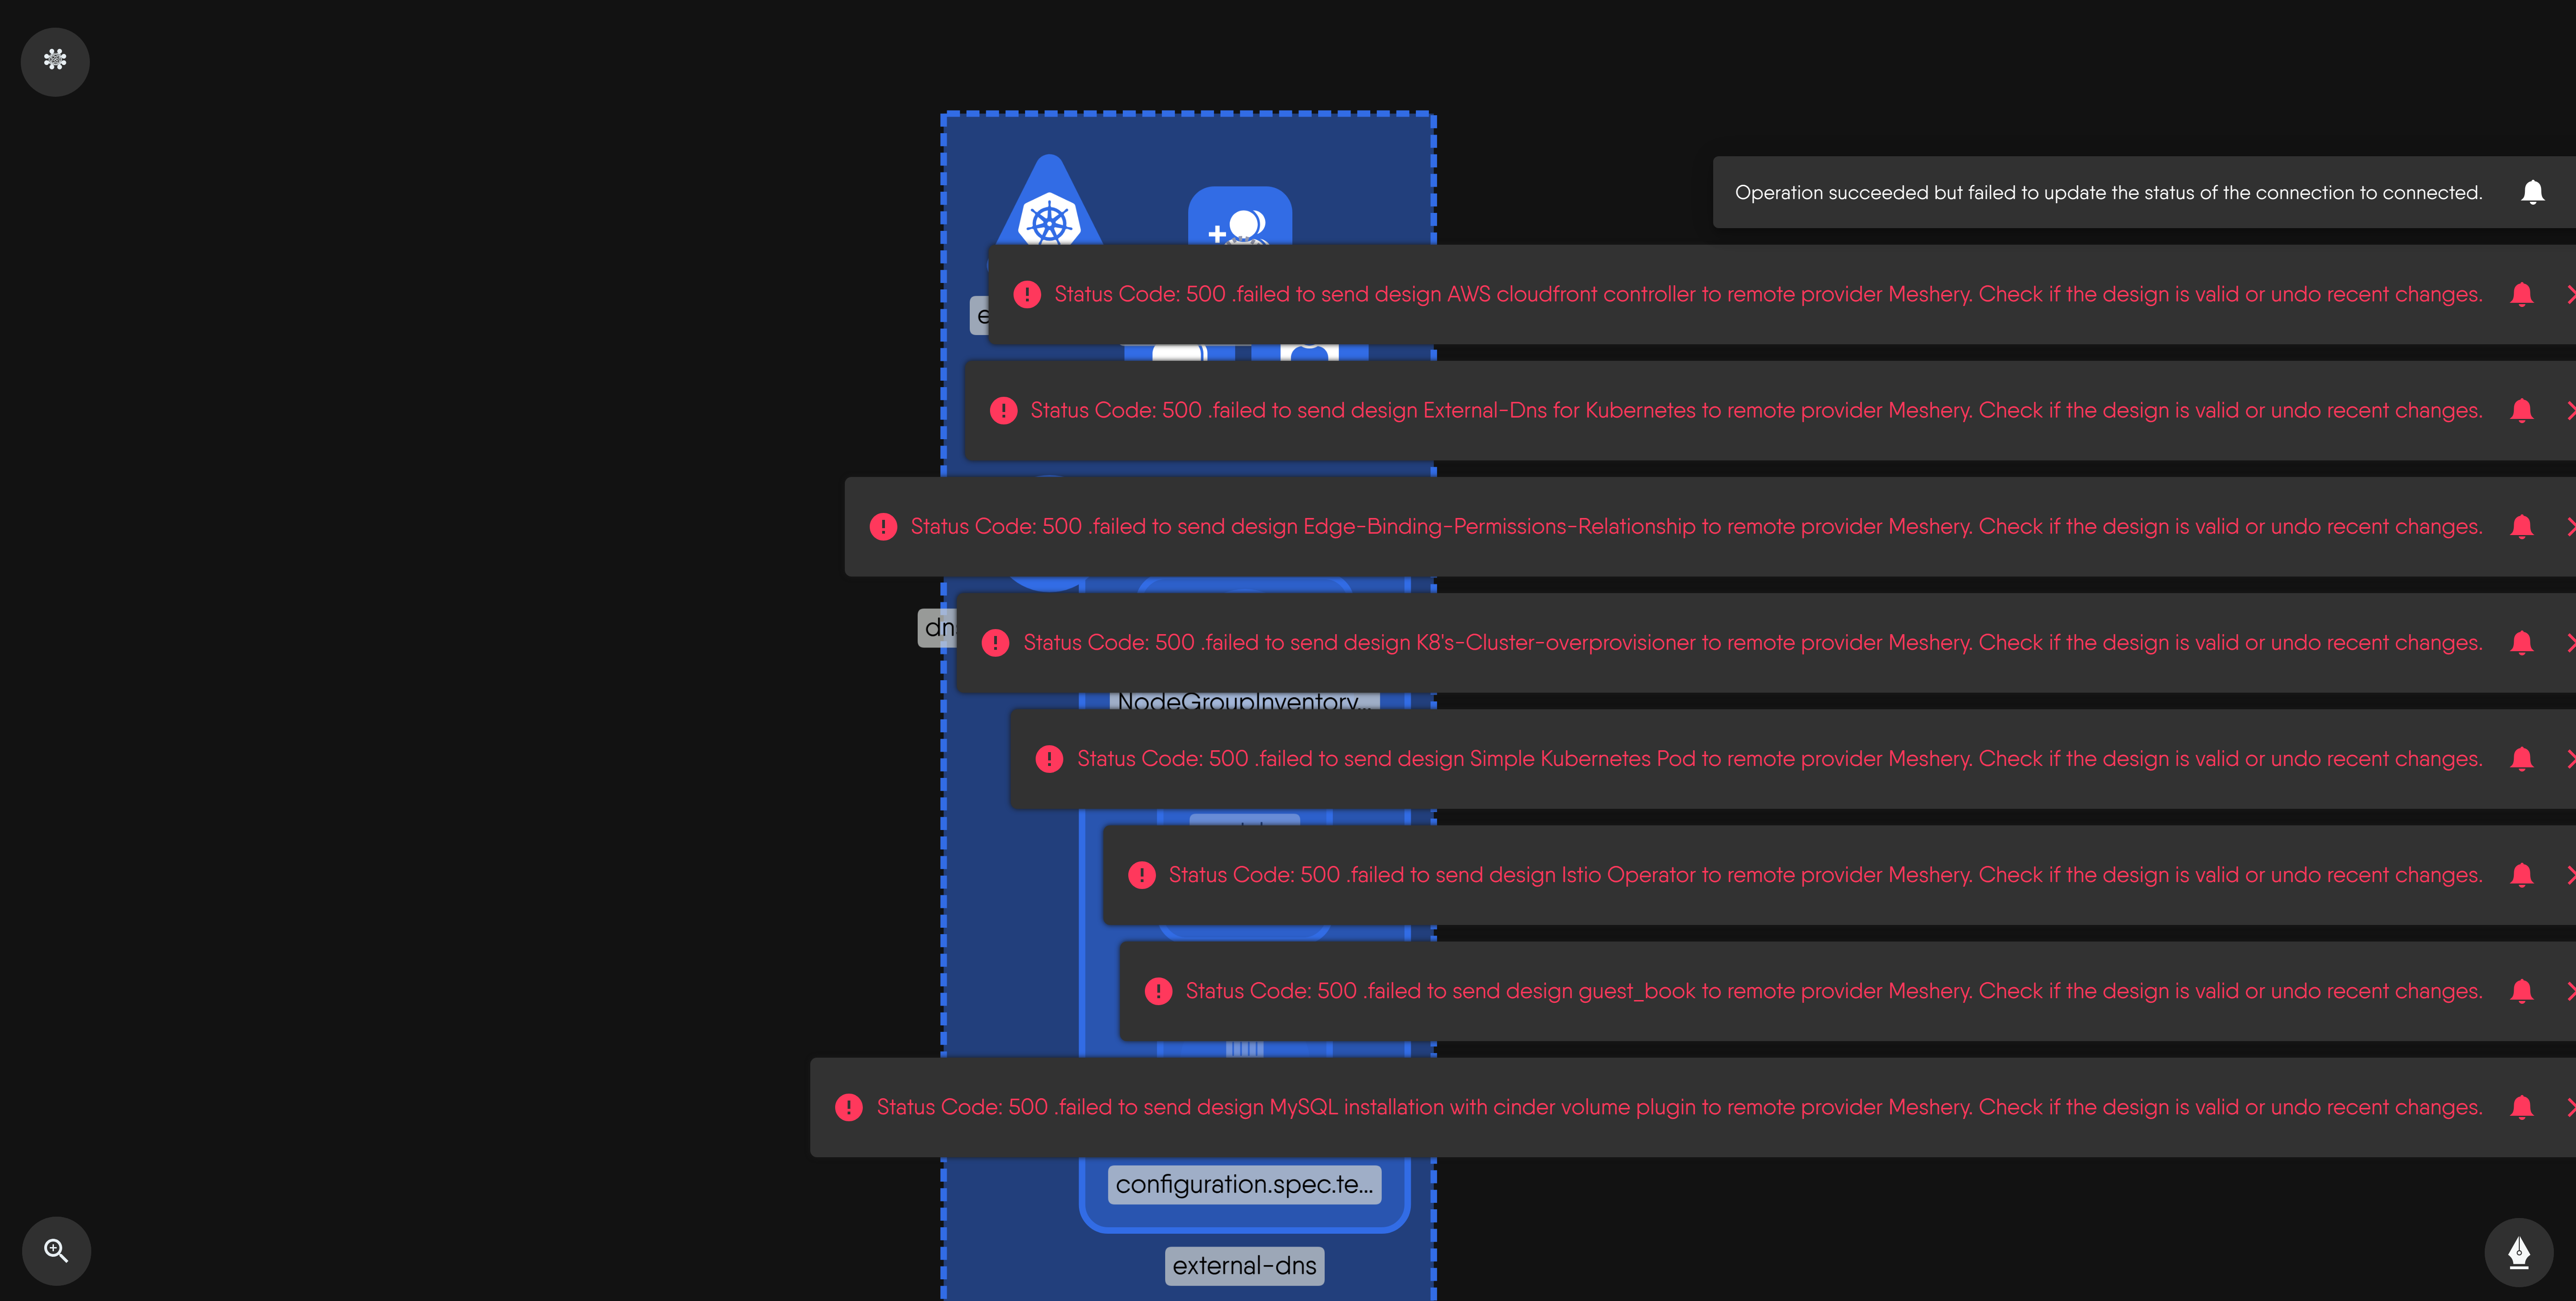 Operation succeeded but failed to update the status of the connection to connected.
Status Code: 500 .failed to send design AWS cloudfront controller to remote provider Meshery. Check if the design is valid or undo recent changes.
Status Code: 500 .failed to send design External-Dns for Kubernetes to remote provider Meshery. Check if the design is valid or undo recent changes.
Status Code: 500 .failed to send design Edge-Binding-Permissions-Relationship to remote provider Meshery. Check if the design is valid or undo recent changes.
Status Code: 500 .failed to send design K8's-Cluster-overprovisioner to remote provider Meshery. Check if the design is valid or undo recent changes.
NodeGroupInventory...
Status Code: 500 .failed to send design Simple Kubernetes Pod to remote provider Meshery. Check if the design is valid or undo recent changes.
Status Code: 500 .failed to send design Istio Operator to remote provider Meshery. Check if the design is valid or undo recent changes.
Status Code: 500 .failed to send design guest_book to remote provider Meshery. Check if the design is valid or undo recent changes.
Status Code: 500 .failed to send design MySQL installation with cinder volume plugin to remote provider Meshery. Check if the design is valid or undo recent changes.
configuration.spec.te...
external-dns